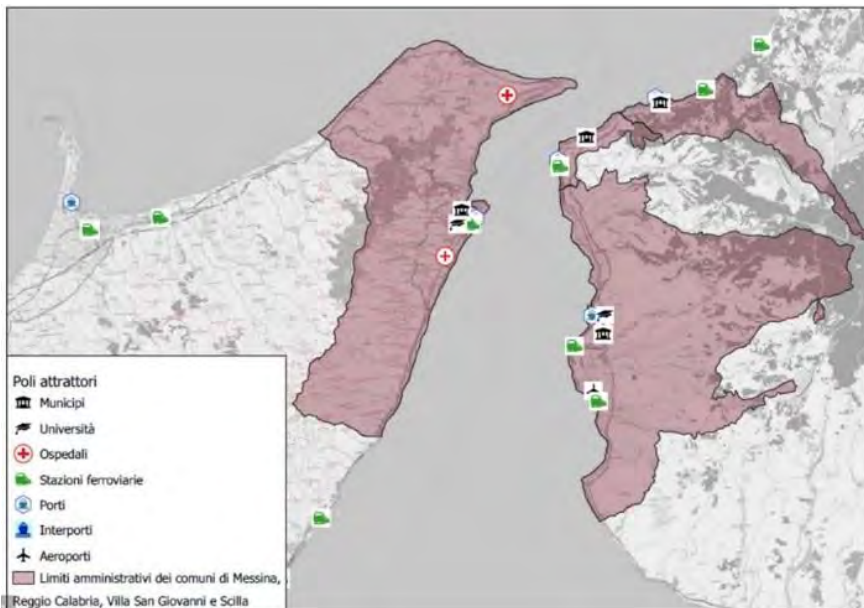 Poli attrattori
Municipi
Università
Ospedali
Stazioni ferroviarie
Porti
Interporti
Aeroporti
Limiti amministrativi dei comuni di Messina,
Reggio Calabria, Villa San Giovanni e Scilla